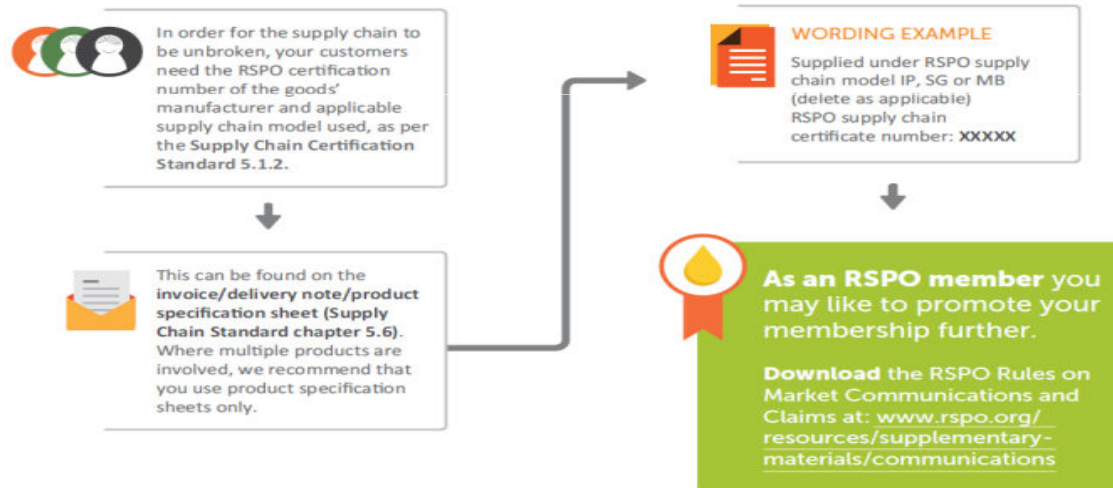 In order for the supply chain to
be unbroken, your customers
need the RSPO certification
number of the goods'
manufacturer and applicable
supply chain model used, as per
the Supply Chain Certification
Standard 5.1.2.
This can be found on the
invoice/delivery note/product
specification sheet (Supply
Chain Standard chapter 5.6).
Where multiple products are
involved, we recommend that
you use product specification
sheets only.
WORDING EXAMPLE
Supplied under RSPO supply
chain model IP, SG or MB
(delete as applicable)
RSPO supply chain
certificate number: XXXXX
As an RSPO member you
may like to promote your
membership further.
Download the RSPO Rules on
Market Communications and
Claims at: www.rspo.org/
resources/supplementary-
materials/communications